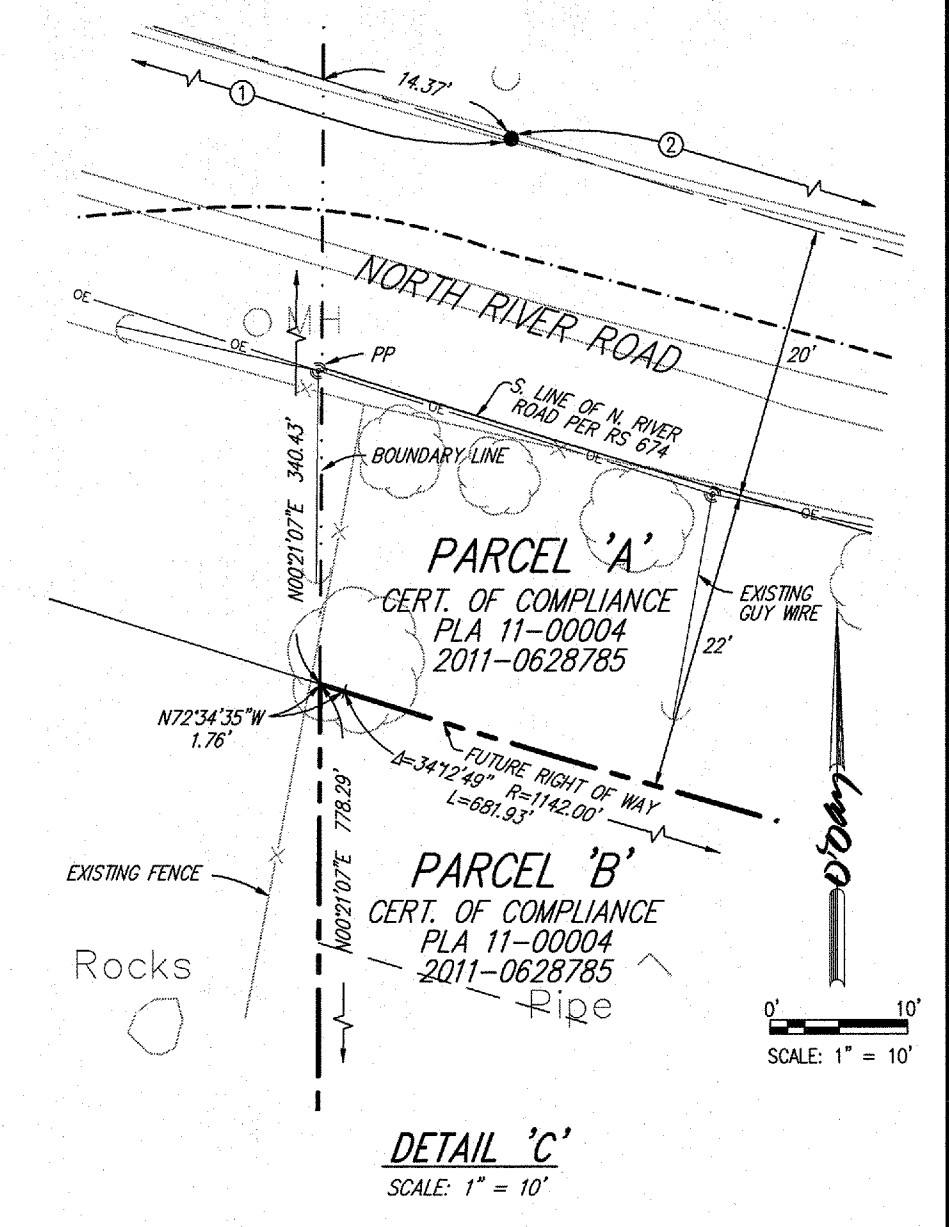 14.37'
1
2
NORTH RIVER ROAD
OE
OE
O MH
PP
20'
OE
S. LINE OF N. RIVER
ROAD PER RS 674
OE
OE
N00°21'07"E 340.43'
BOUNDARY LINE
PARCEL 'A'
CERT. OF COMPLIANCE
PLA 11-00004
2011-0628785
EXISTING
GUY WIRE
22'
N72°34'35"W
1.76'
FUTURE RIGHT OF WAY
Δ=34°12'49" R=1142.00'
L=681.93'
N00°21'07"E 778.29'
EXISTING FENCE
PARCEL 'B'
CERT. OF COMPLIANCE
PLA 11-00004
2011-0628785
Rocks
Pipe
0' 10'
SCALE: 1" = 10'
DETAIL 'C'
SCALE: 1" = 10'